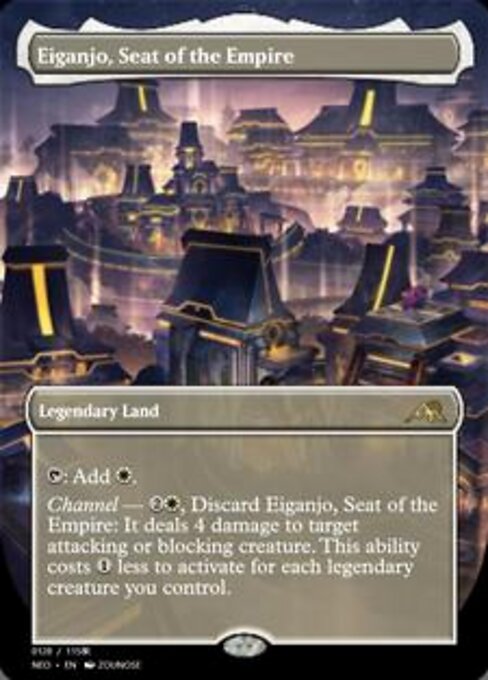 Eiganjo, Seat of the Empire
Legendary Land
: Add .
Channel — 2, Discard Eiganjo, Seat of the
Empire: It deals 4 damage to target
attacking or blocking creature. This ability
costs 1 less to activate for each legendary
creature you control.
NEO • EN ZOUNOSE